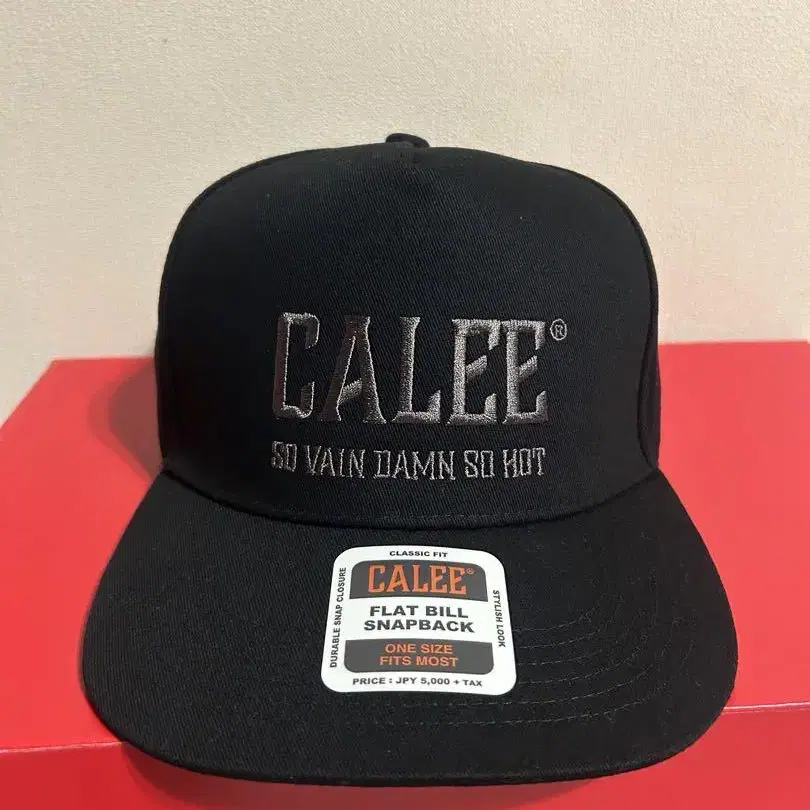 CALEE®
SO VAIN DAMN SO HOT
CLASSIC FIT
DURABLE SNAP CLOSURE
CALEE®
STYLISH LOOK
FLAT BILL
SNAPBACK
ONE SIZE
FITS MOST
PRICE : JPY 5,000 + TAX